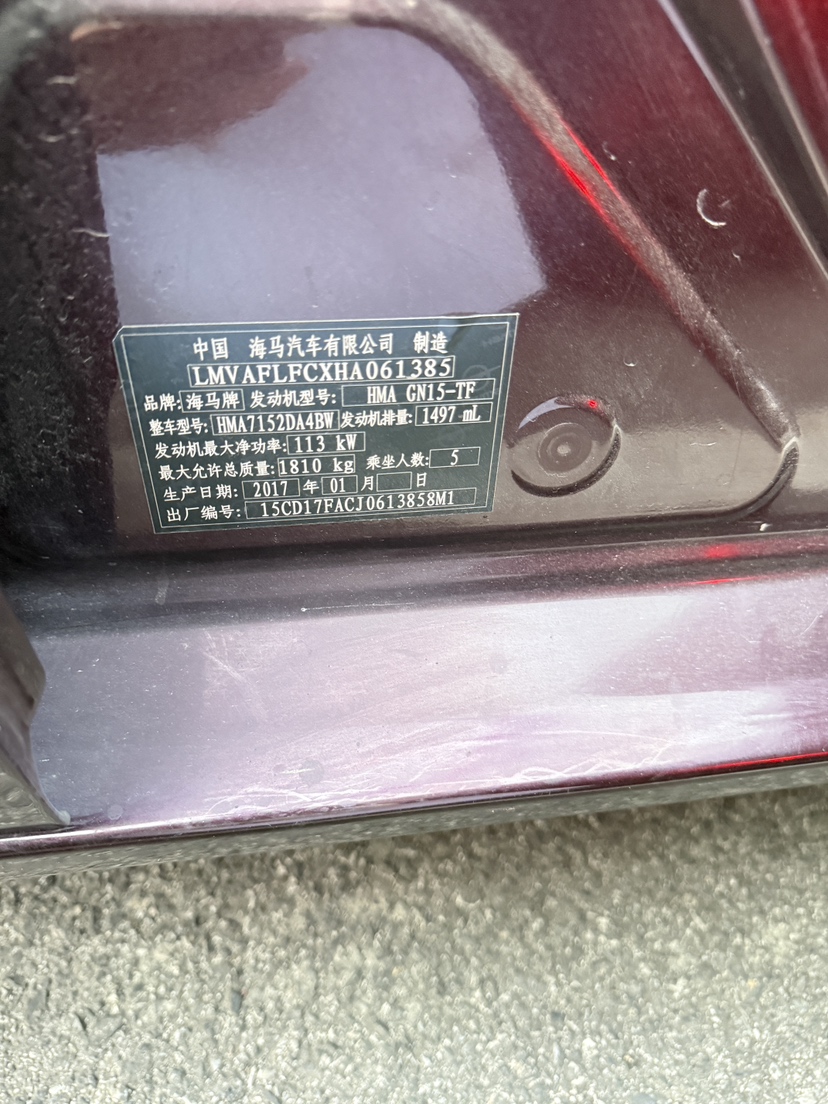 中国 海马汽车有限公司 制造
LMVAFLFCXHA061385
品牌: 海马牌 发动机型号: HMA GN15-TF
整车型号: HMA7152DA4BW 发动机排量: 1497 mL
发动机最大净功率: 113 kW
最大允许总质量: 1810 kg 乘坐人数: 5
生产日期: 2017 年 01 月 日
出厂编号: 15CD17FACJ0613858M1